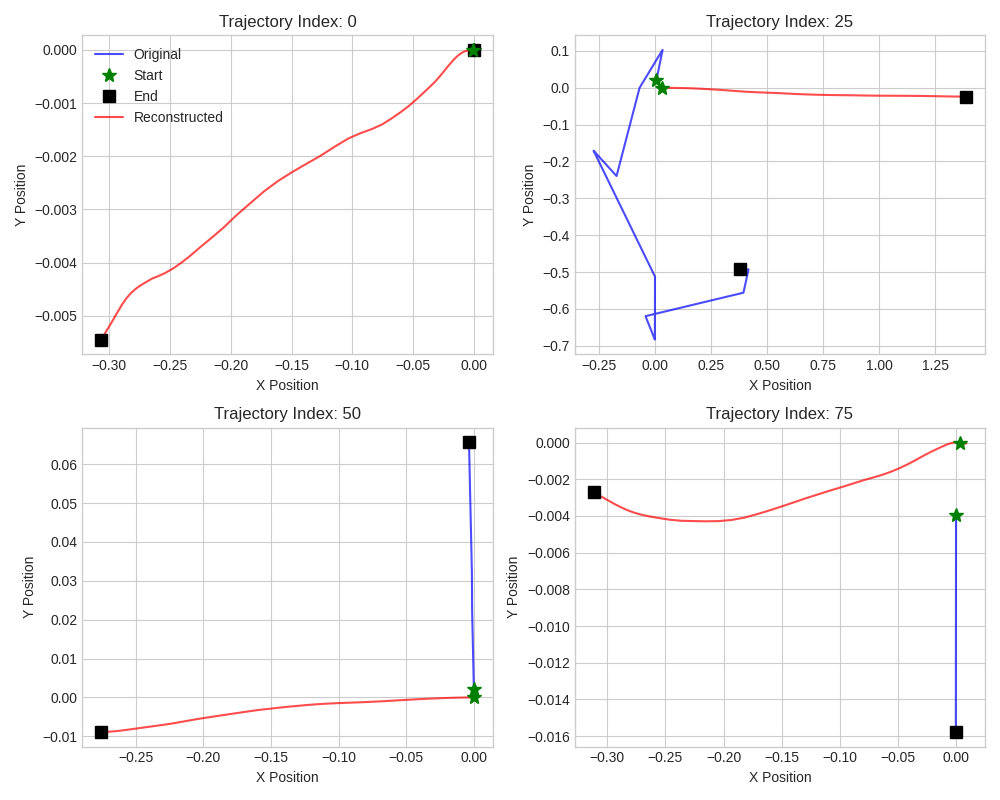 Trajectory Index: 0
Original
Start
End
Reconstructed
0.000
−0.001
−0.002
−0.003
−0.004
−0.005
Y Position
−0.30 −0.25 −0.20 −0.15 −0.10 −0.05 0.00
X Position
Trajectory Index: 25
0.1
0.0
−0.1
−0.2
−0.3
−0.4
−0.5
−0.6
−0.7
Y Position
−0.25 0.00 0.25 0.50 0.75 1.00 1.25
X Position
Trajectory Index: 50
0.06
0.05
0.04
0.03
0.02
0.01
0.00
−0.01
Y Position
−0.25 −0.20 −0.15 −0.10 −0.05 0.00
X Position
Trajectory Index: 75
0.000
−0.002
−0.004
−0.006
−0.008
−0.010
−0.012
−0.014
−0.016
Y Position
−0.30 −0.25 −0.20 −0.15 −0.10 −0.05 0.00
X Position